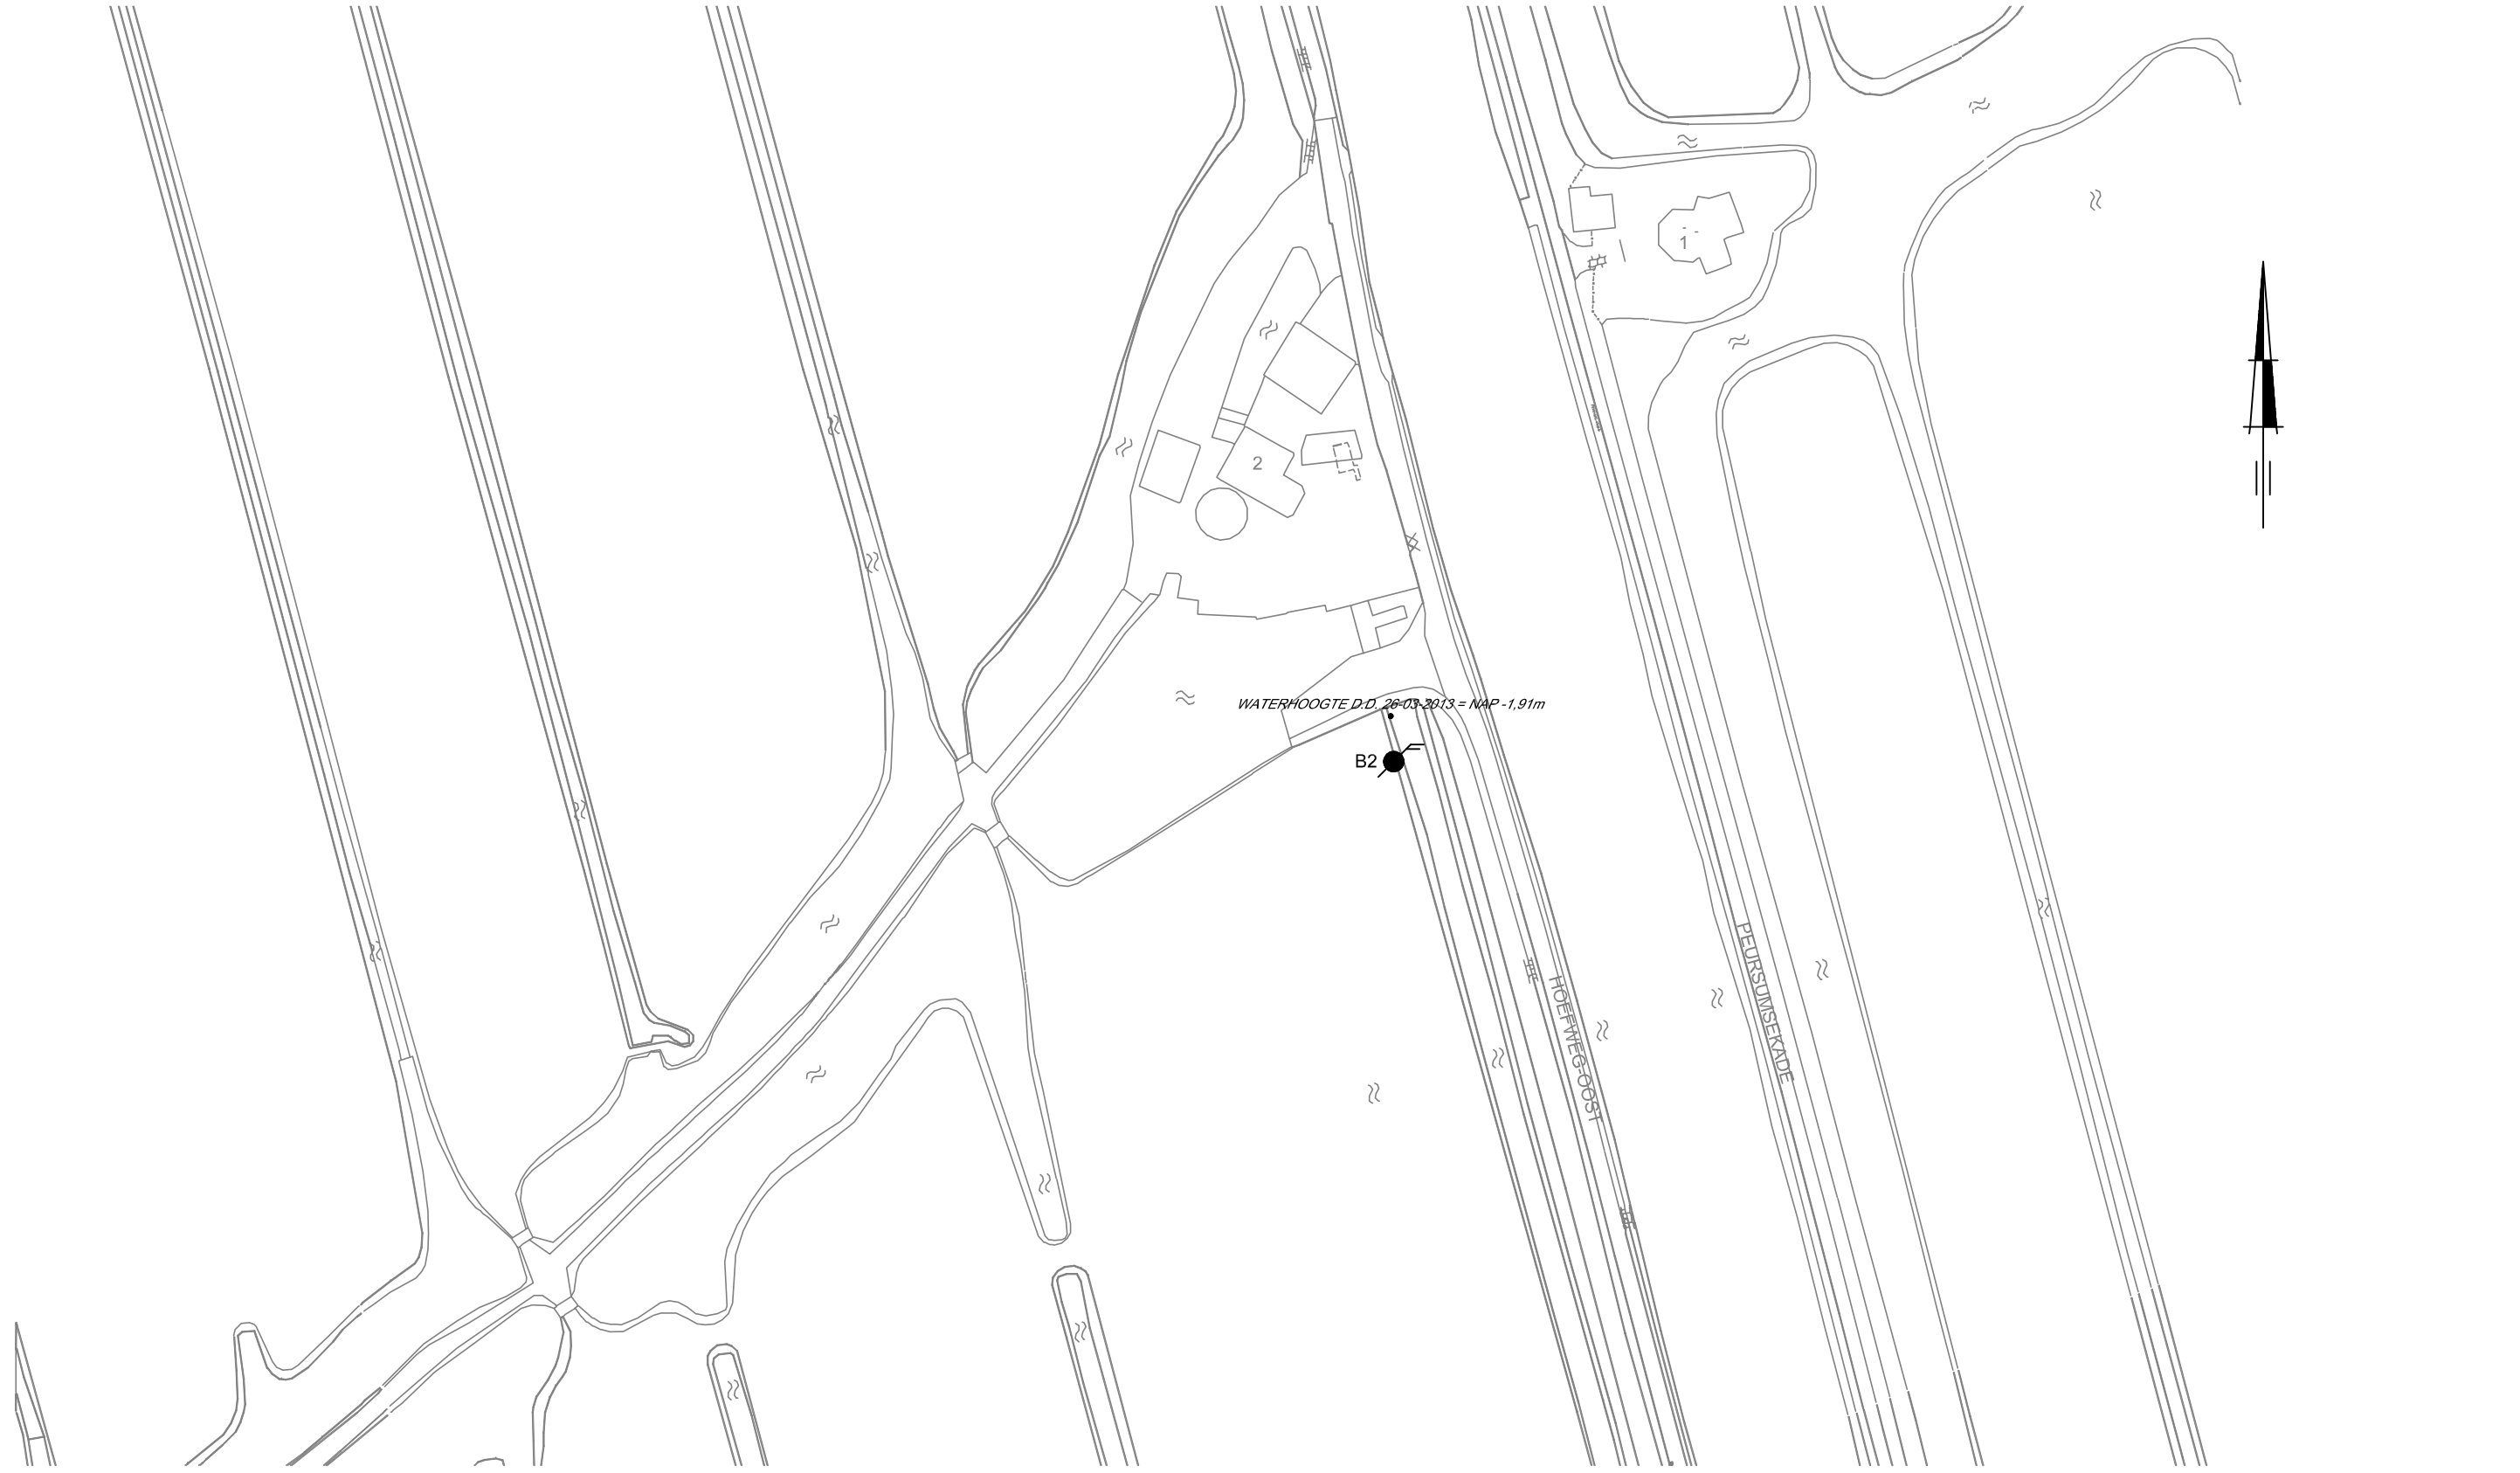 1
2
WATERHOOGTE D.D. 26-03-2013 = NAP -1,91m
B2
PEURSUMSEKADE
HOEFWEG-OOST